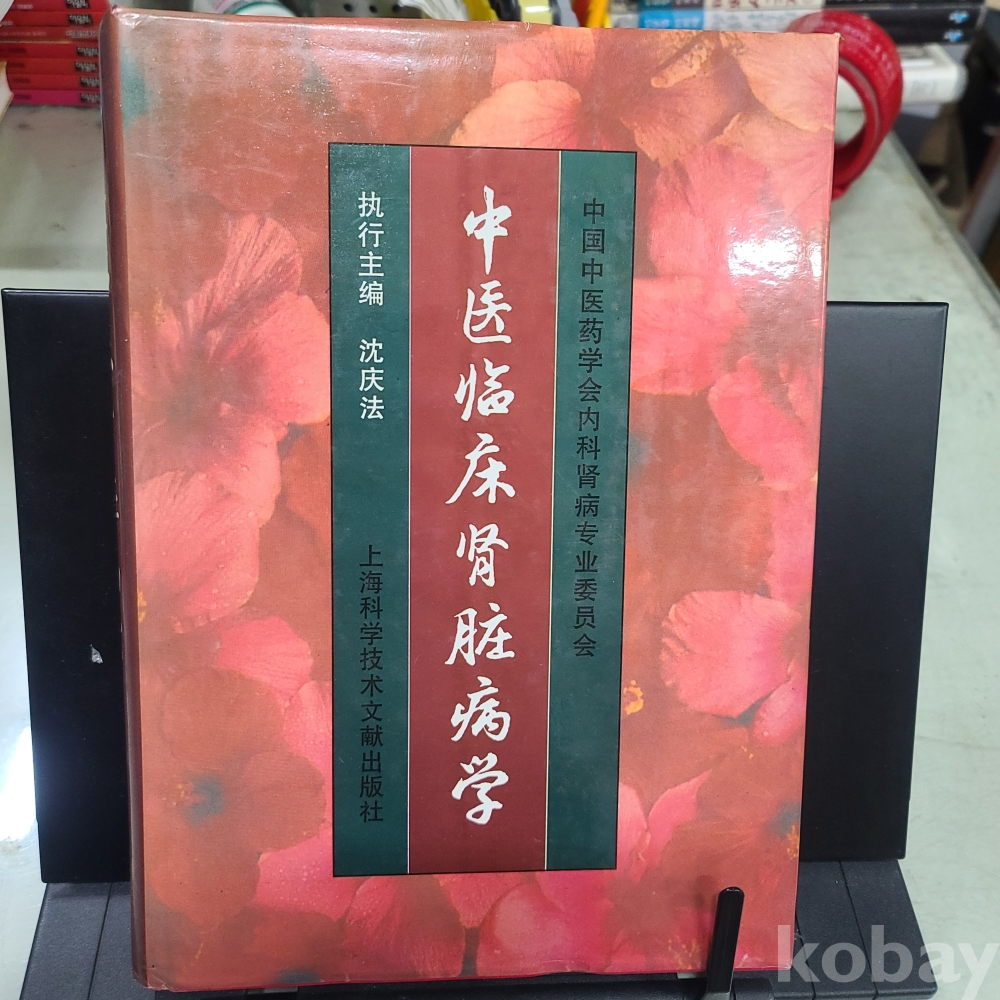 中国中医药学会内科肾病专业委员会
中医临床肾脏病学
执行主编 沈庆法
上海科学技术文献出版社
kobay